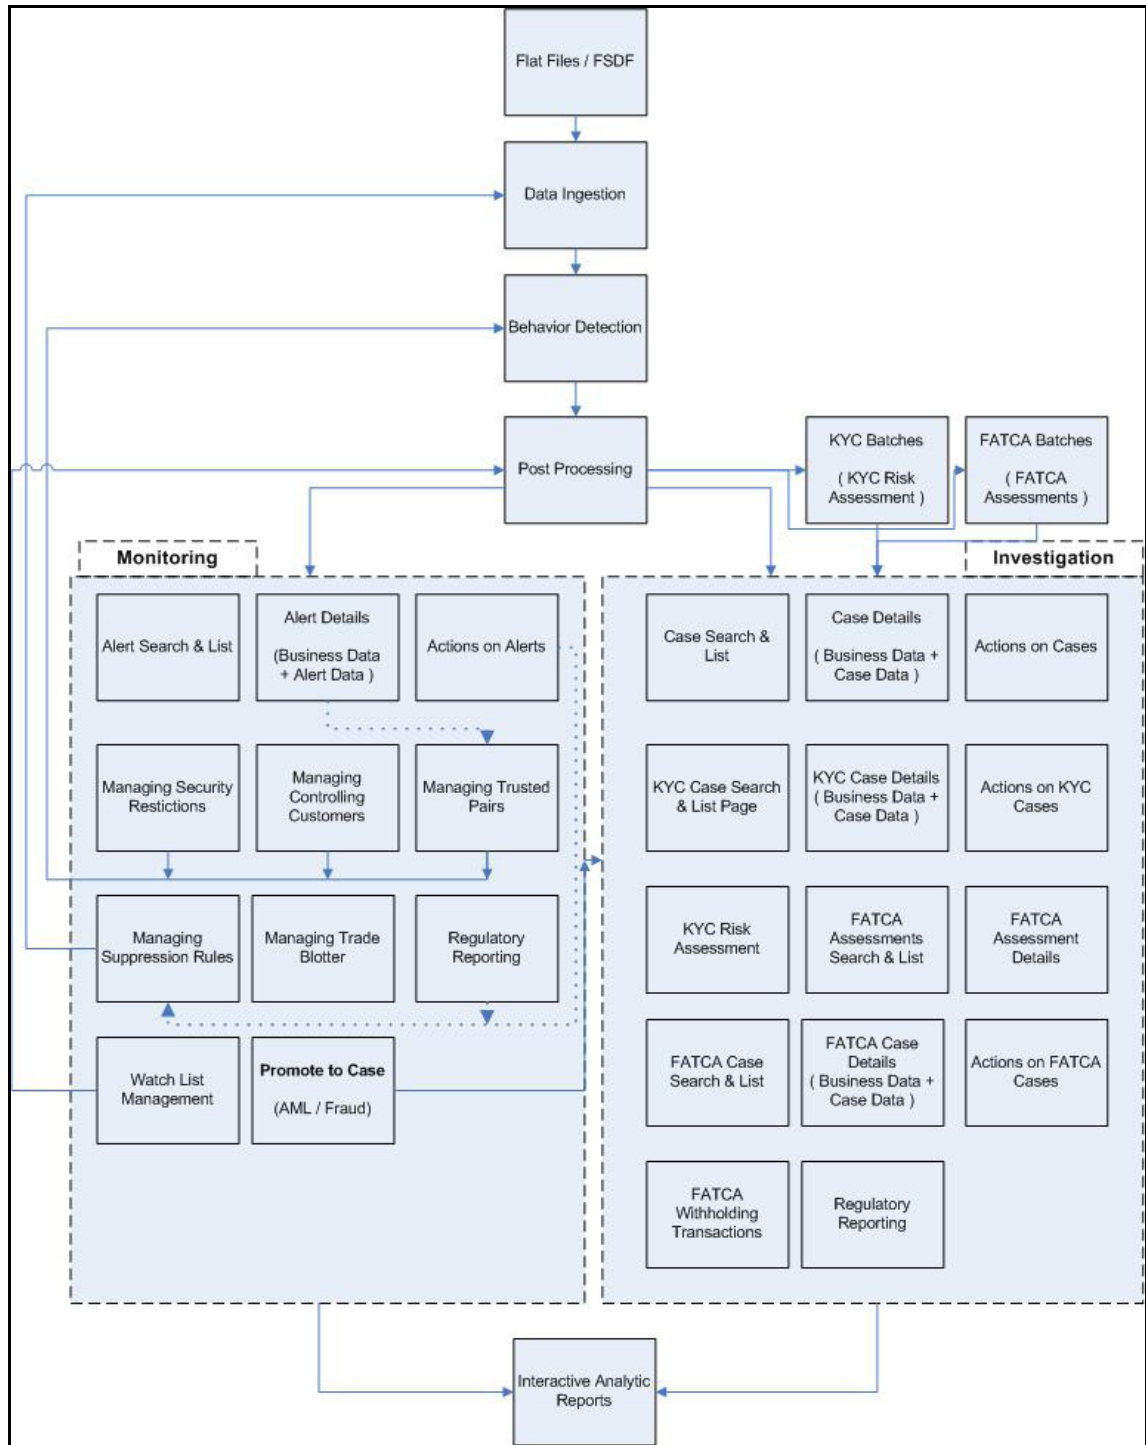 Flat Files / FSDF
Data Ingestion
Behavior Detection
Post Processing
KYC Batches
( KYC Risk
Assessment )
FATCA Batches
( FATCA
Assessments )
Monitoring
Alert Search & List
Alert Details
(Business Data
+ Alert Data )
Actions on Alerts
Managing Security
Restictions
Managing
Controlling
Customers
Managing Trusted
Pairs
Managing
Suppression Rules
Managing Trade
Blotter
Regulatory
Reporting
Watch List
Management
Promote to Case
(AML / Fraud)
Investigation
Case Search &
List
Case Details
( Business Data +
Case Data )
Actions on Cases
KYC Case Search
& List Page
KYC Case Details
( Business Data +
Case Data )
Actions on KYC
Cases
KYC Risk
Assessment
FATCA
Assessments
Search & List
FATCA
Assessment
Details
FATCA Case
Search & List
FATCA Case
Details
( Business Data +
Case Data )
Actions on FATCA
Cases
FATCA
Withholding
Transactions
Regulatory
Reporting
Interactive Analytic
Reports